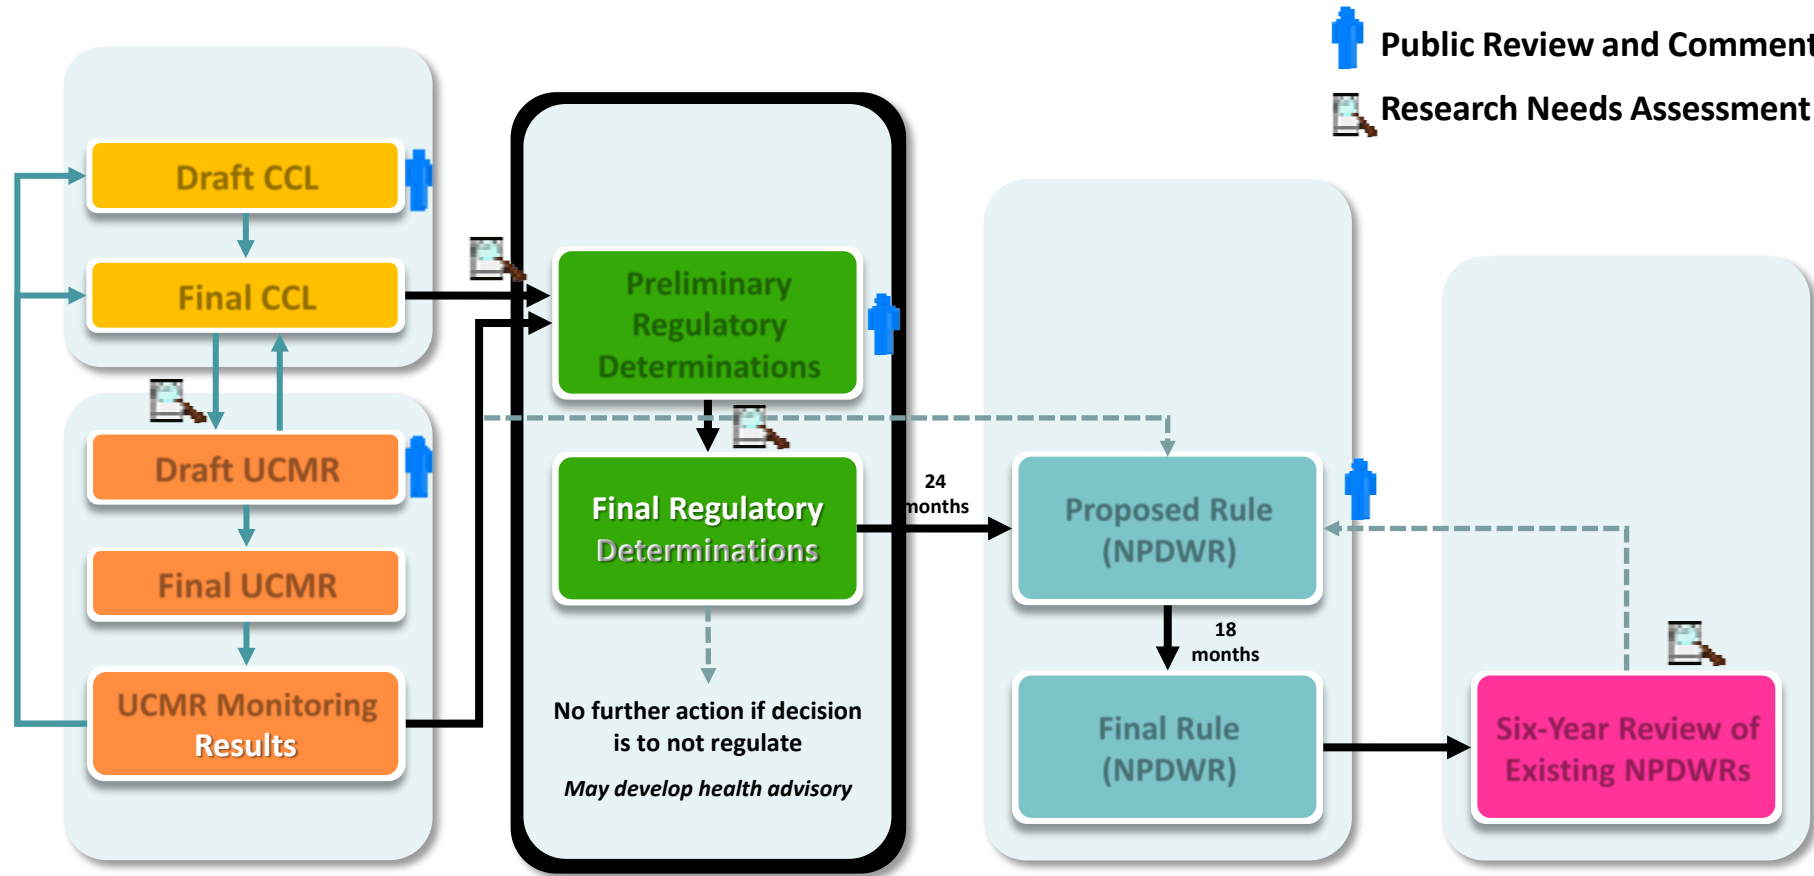 Public Review and Comment
Research Needs Assessment
Draft CCL
Final CCL
Draft UCMR
Final UCMR
UCMR Monitoring
Results
Preliminary
Regulatory
Determinations
Final Regulatory
Determinations
No further action if decision
is to not regulate
May develop health advisory
24
months
Proposed Rule
(NPDWR)
18
months
Final Rule
(NPDWR)
Six-Year Review of
Existing NPDWRs